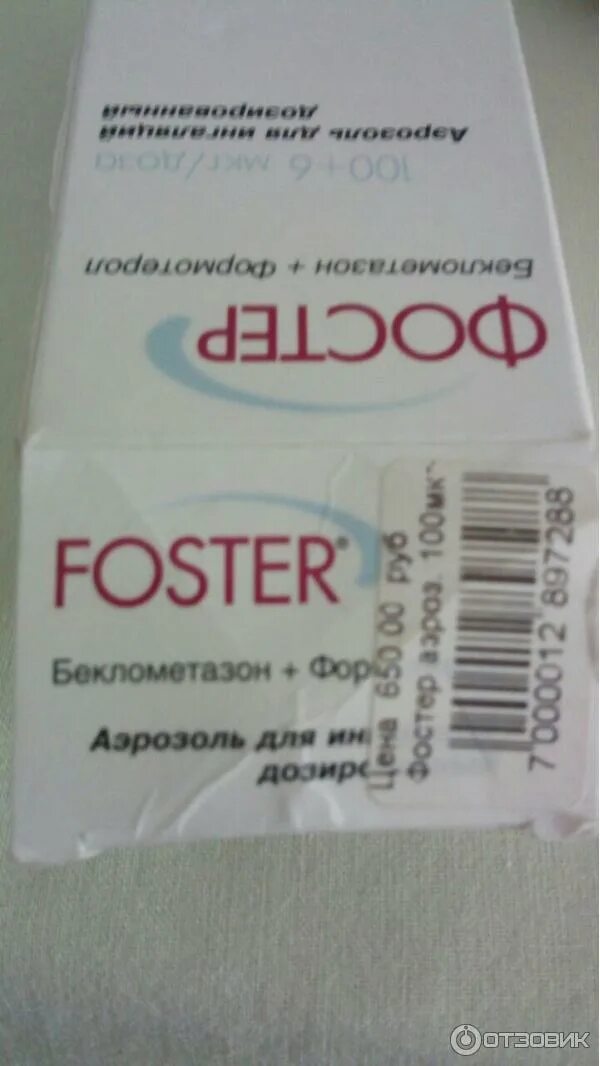 ФОСТЕР
Беклометазон + Формотерол
100+6 мкг/доза
Аэрозоль для ингаляций
дозированный
FOSTER®
Беклометазон + Фор
Аэрозоль для ин
дозиро
Цена 650.00 руб
Фостер аэроз. 100мк
7 000012 897288
ОТЗОВИК